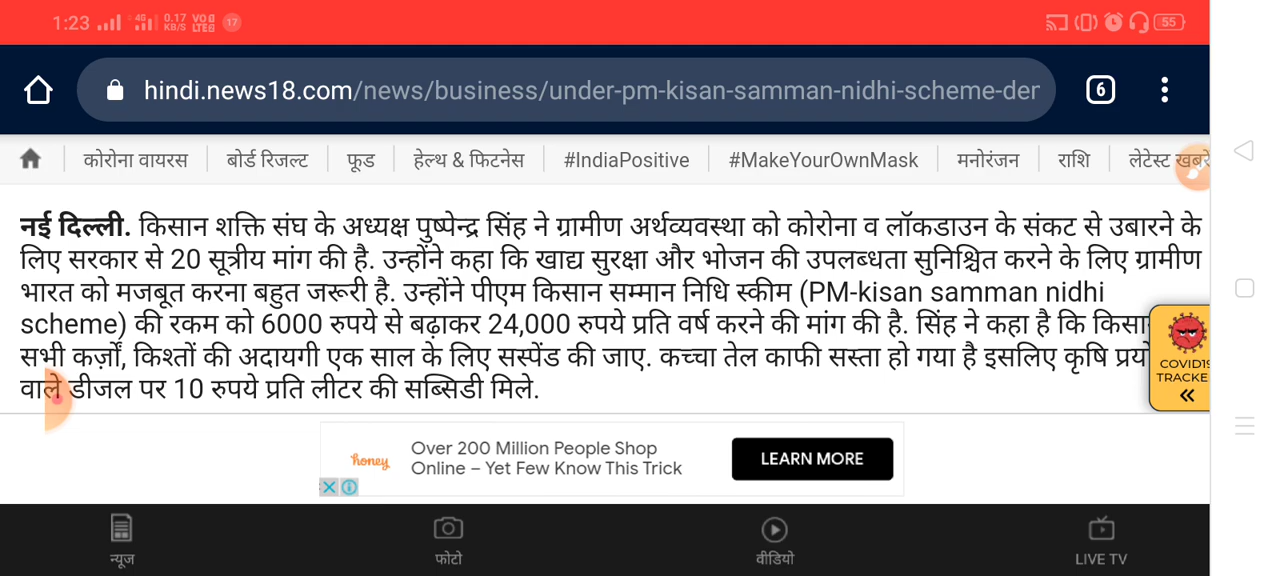 1:23 4G 0.17 KB/S VO LTE 17 55
hindi.news18.com/news/business/under-pm-kisan-samman-nidhi-scheme-der 6
कोरोना वायरस बोर्ड रिजल्ट फूड हेल्थ & फिटनेस #IndiaPositive #MakeYourOwnMask मनोरंजन राशि लेटेस्ट खबरें
नई दिल्ली. किसान शक्ति संघ के अध्यक्ष पुष्पेन्द्र सिंह ने ग्रामीण अर्थव्यवस्था को कोरोना व लॉकडाउन के संकट से उबारने के
लिए सरकार से 20 सूत्रीय मांग की है. उन्होंने कहा कि खाद्य सुरक्षा और भोजन की उपलब्धता सुनिश्चित करने के लिए ग्रामीण
भारत को मजबूत करना बहुत जरूरी है. उन्होंने पीएम किसान सम्मान निधि स्कीम (PM-kisan samman nidhi
scheme) की रकम को 6000 रुपये से बढ़ाकर 24,000 रुपये प्रति वर्ष करने की मांग की है. सिंह ने कहा है कि
सभी कर्ज़ों, किश्तों की अदायगी एक साल के लिए सस्पेंड की जाए. कच्चा तेल काफी सस्ता हो गया है इसलिए कृषि
वाले डीजल पर 10 रुपये प्रति लीटर की सब्सिडी मिले.
COVID19
TRACKE
honey
Over 200 Million People Shop
Online – Yet Few Know This Trick
LEARN MORE
न्यूज फोटो वीडियो LIVE TV